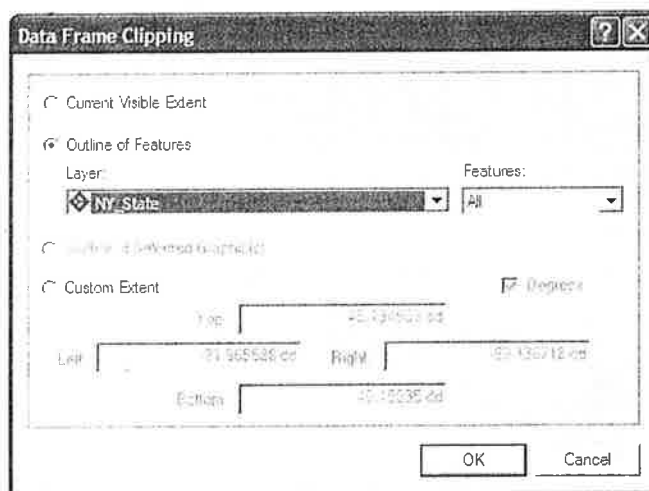 Data Frame Clipping
Current Visible Extent
Outline of Features
Layer:
Features:
NY_State
All
Custom Extent
Degrees
Top
Left
Right
Bottom
OK
Cancel